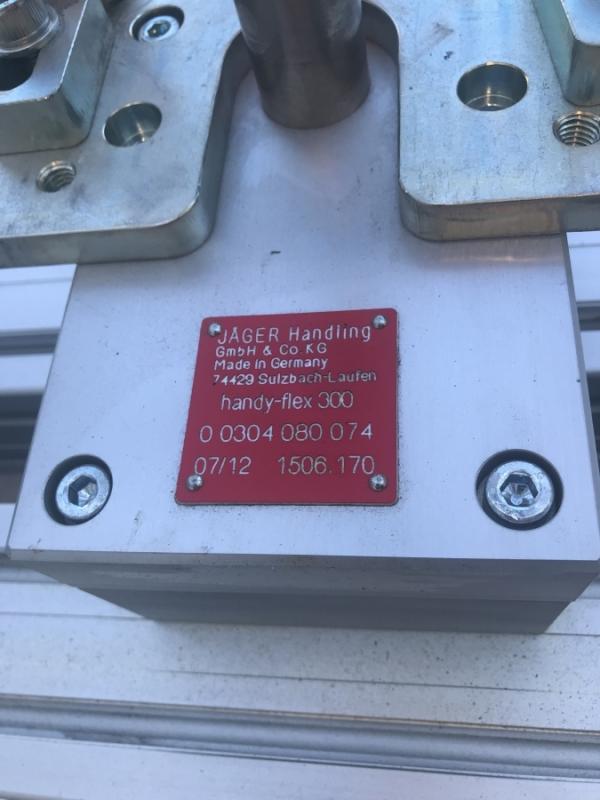 JÄGER Handling
GmbH & Co.KG
Made In Germany
74429 Sulzbach-Laufen
handy-flex 300
0 0304 080 074
07/12 1506.170